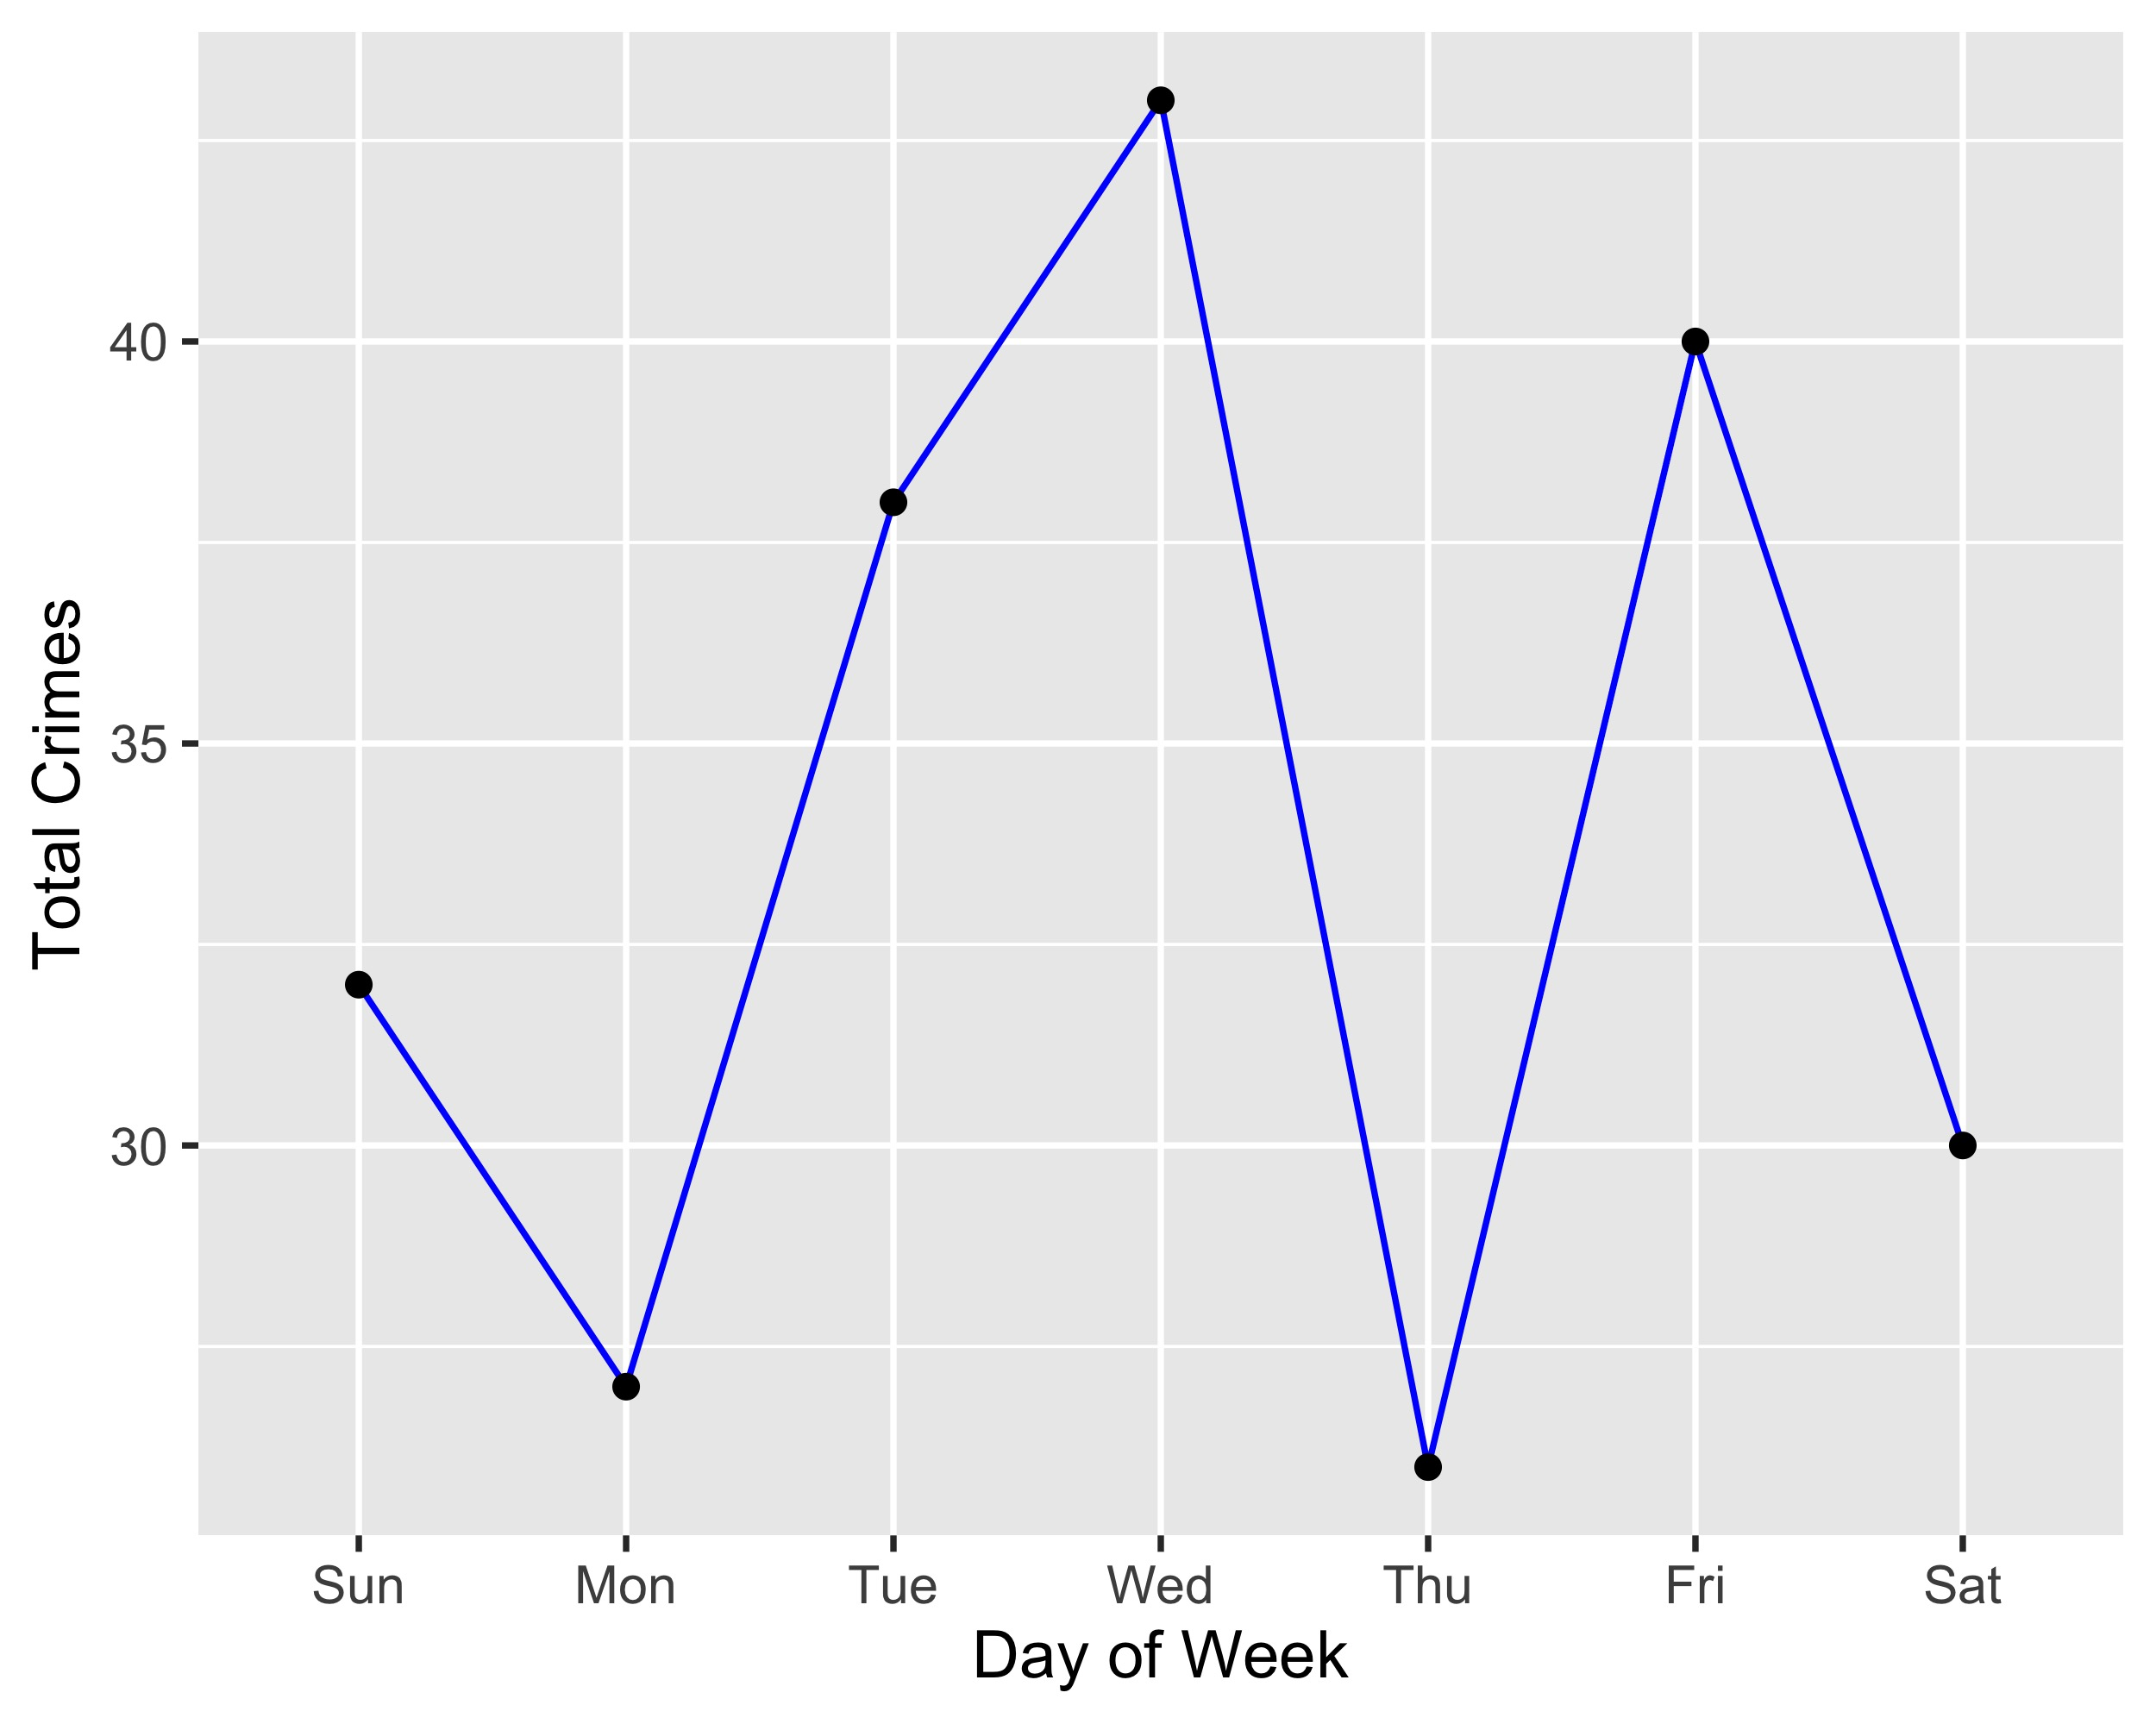 Total Crimes
40
35
30
Sun Mon Tue Wed Thu Fri Sat
Day of Week